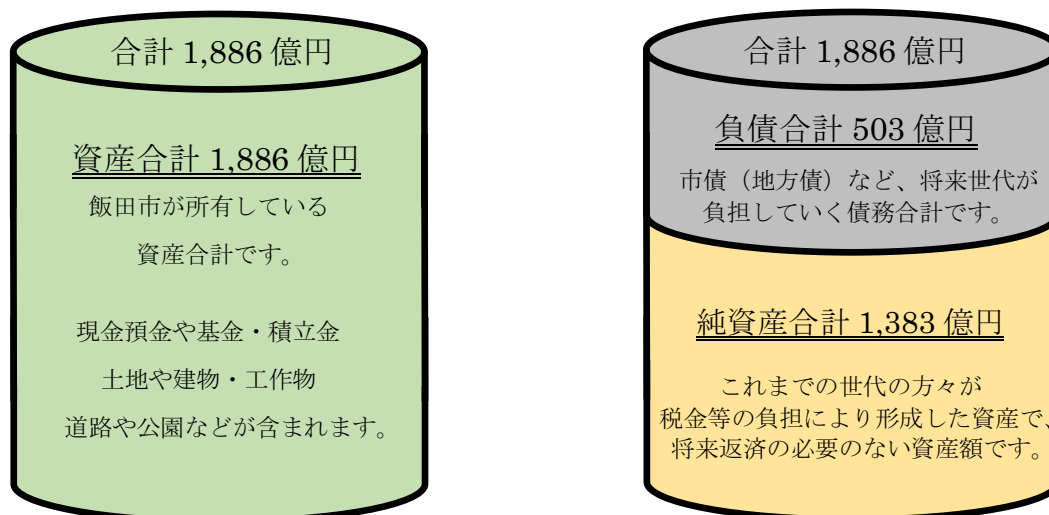 合計 1,886 億円
資産合計 1,886 億円
飯田市が所有している
資産合計です。
現金預金や基金・積立金
土地や建物・工作物
道路や公園などが含まれます。
合計 1,886 億円
負債合計 503 億円
市債（地方債）など、将来世代が
負担していく債務合計です。
純資産合計 1,383 億円
これまでの世代の方々が
税金等の負担により形成した資産で、
将来返済の必要のない資産額です。